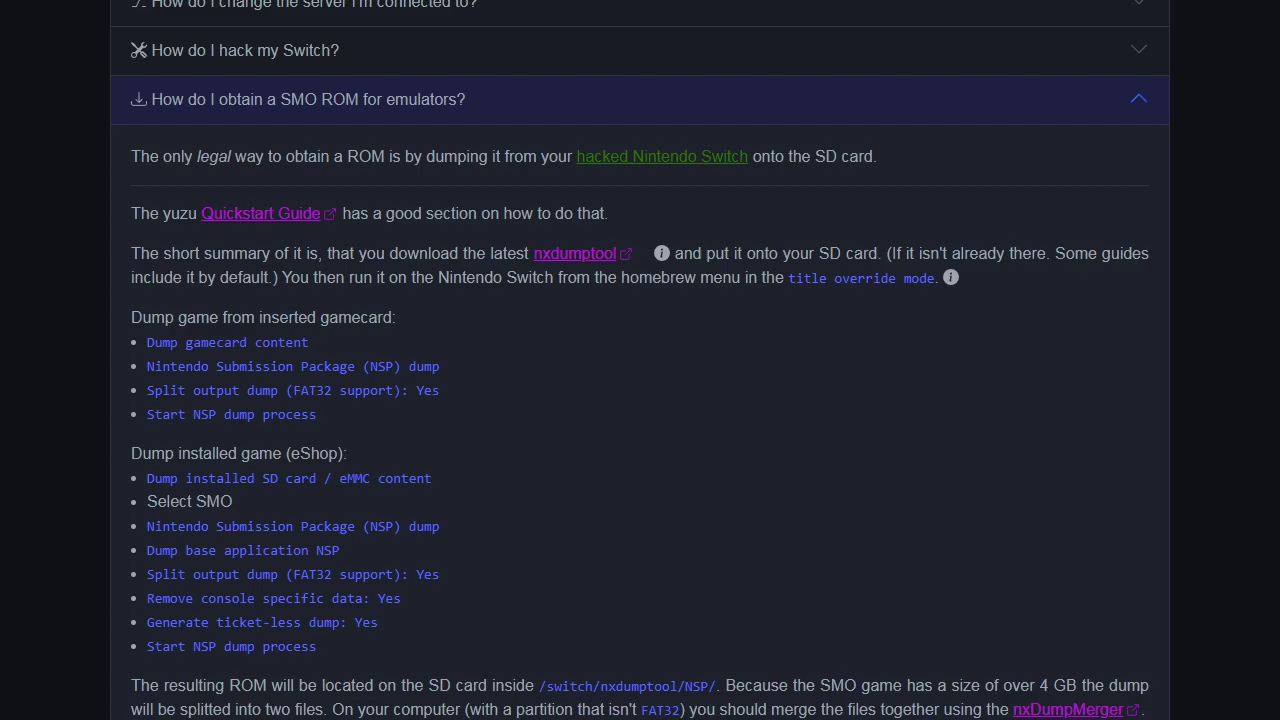 How do I change the server I'm connected to?
How do I hack my Switch?
How do I obtain a SMO ROM for emulators?
The only legal way to obtain a ROM is by dumping it from your hacked Nintendo Switch onto the SD card.
The yuzu Quickstart Guide has a good section on how to do that.
The short summary of it is, that you download the latest nxdumptool and put it onto your SD card. (If it isn't already there. Some guides
include it by default.) You then run it on the Nintendo Switch from the homebrew menu in the title override mode.
Dump game from inserted gamecard:
• Dump gamecard content
• Nintendo Submission Package (NSP) dump
• Split output dump (FAT32 support): Yes
• Start NSP dump process
Dump installed game (eShop):
• Dump installed SD card / eMMC content
• Select SMO
• Nintendo Submission Package (NSP) dump
• Dump base application NSP
• Split output dump (FAT32 support): Yes
• Remove console specific data: Yes
• Generate ticket-less dump: Yes
• Start NSP dump process
The resulting ROM will be located on the SD card inside /switch/nxdumptool/NSP/. Because the SMO game has a size of over 4 GB the dump
will be splitted into two files. On your computer (with a partition that isn't FAT32) you should merge the files together using the nxDumpMerger.